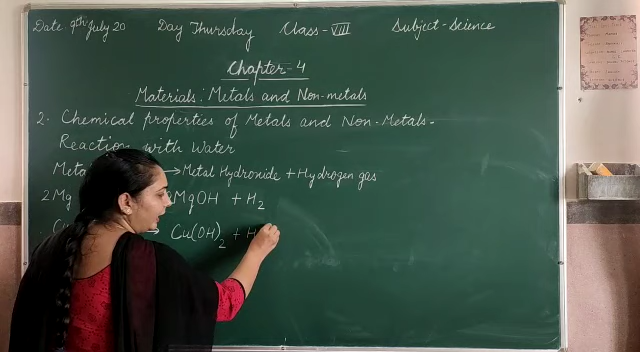 Date 9th July 20 Day Thursday Class - VIII Subject - Science
Chapter-4
Materials: Metals and Non-metals
2. Chemical properties of Metals and Non-Metals -
Reaction with Water
Meta → Metal Hydroxide + Hydrogen gas
2Mg MgOH + H2
Cu → Cu(OH)2 + H